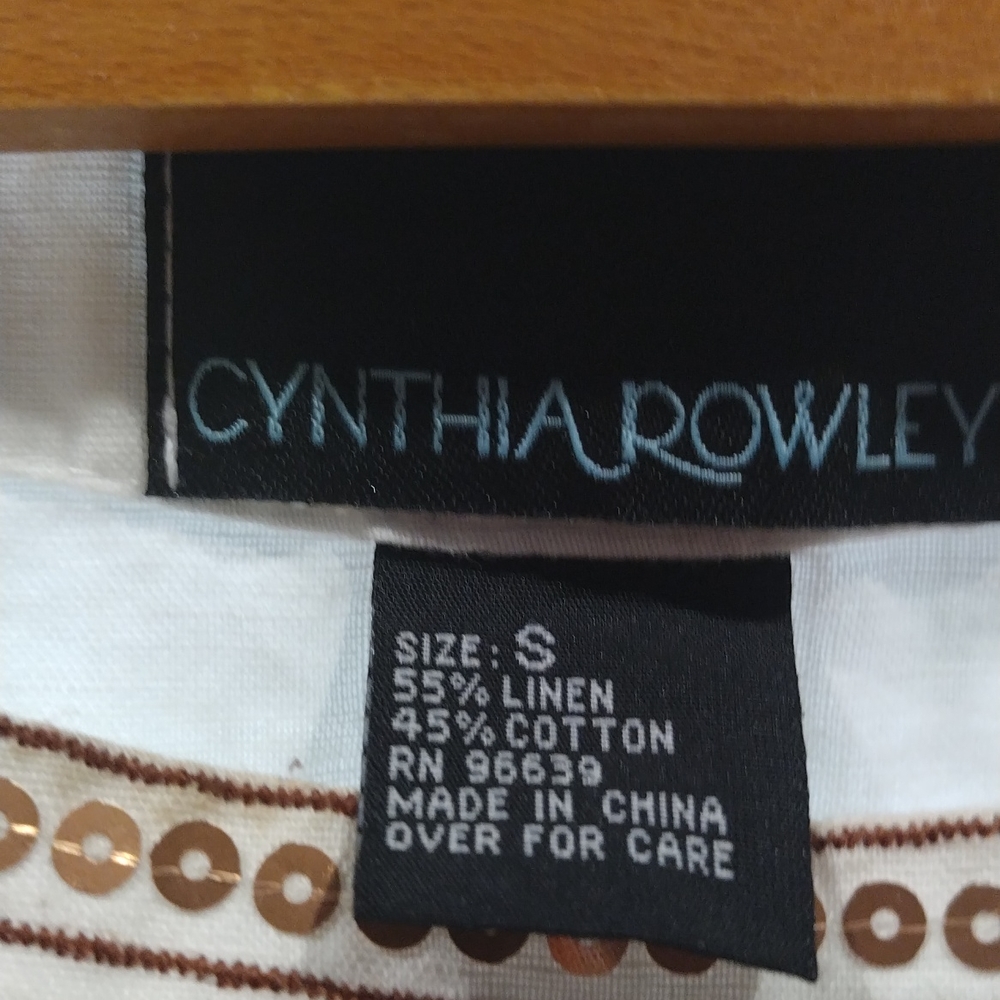 CYNTHIA ROWLEY
SIZE: S
55% LINEN
45% COTTON
RN 96639
MADE IN CHINA
OVER FOR CARE